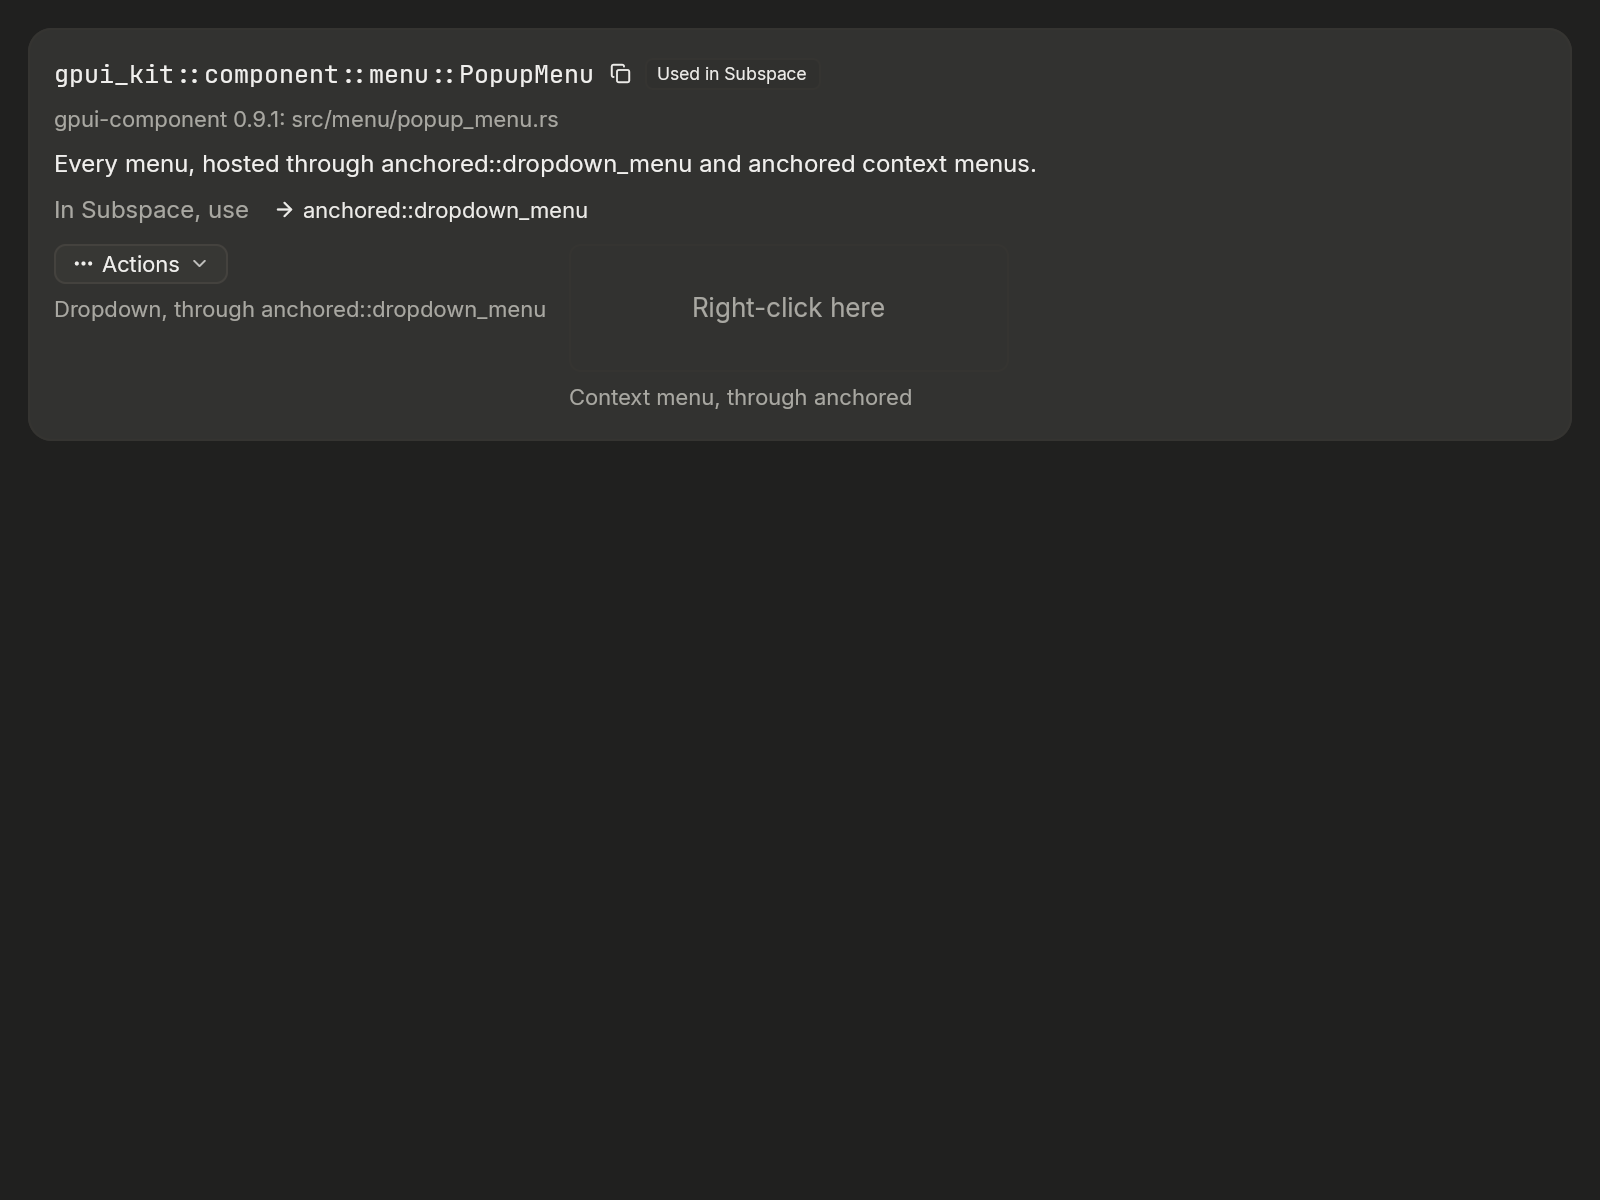 gpui_kit::component::menu::PopupMenu
Used in Subspace
gpui-component 0.9.1: src/menu/popup_menu.rs
Every menu, hosted through anchored::dropdown_menu and anchored context menus.
In Subspace, use → anchored::dropdown_menu
Actions
Dropdown, through anchored::dropdown_menu
Right-click here
Context menu, through anchored